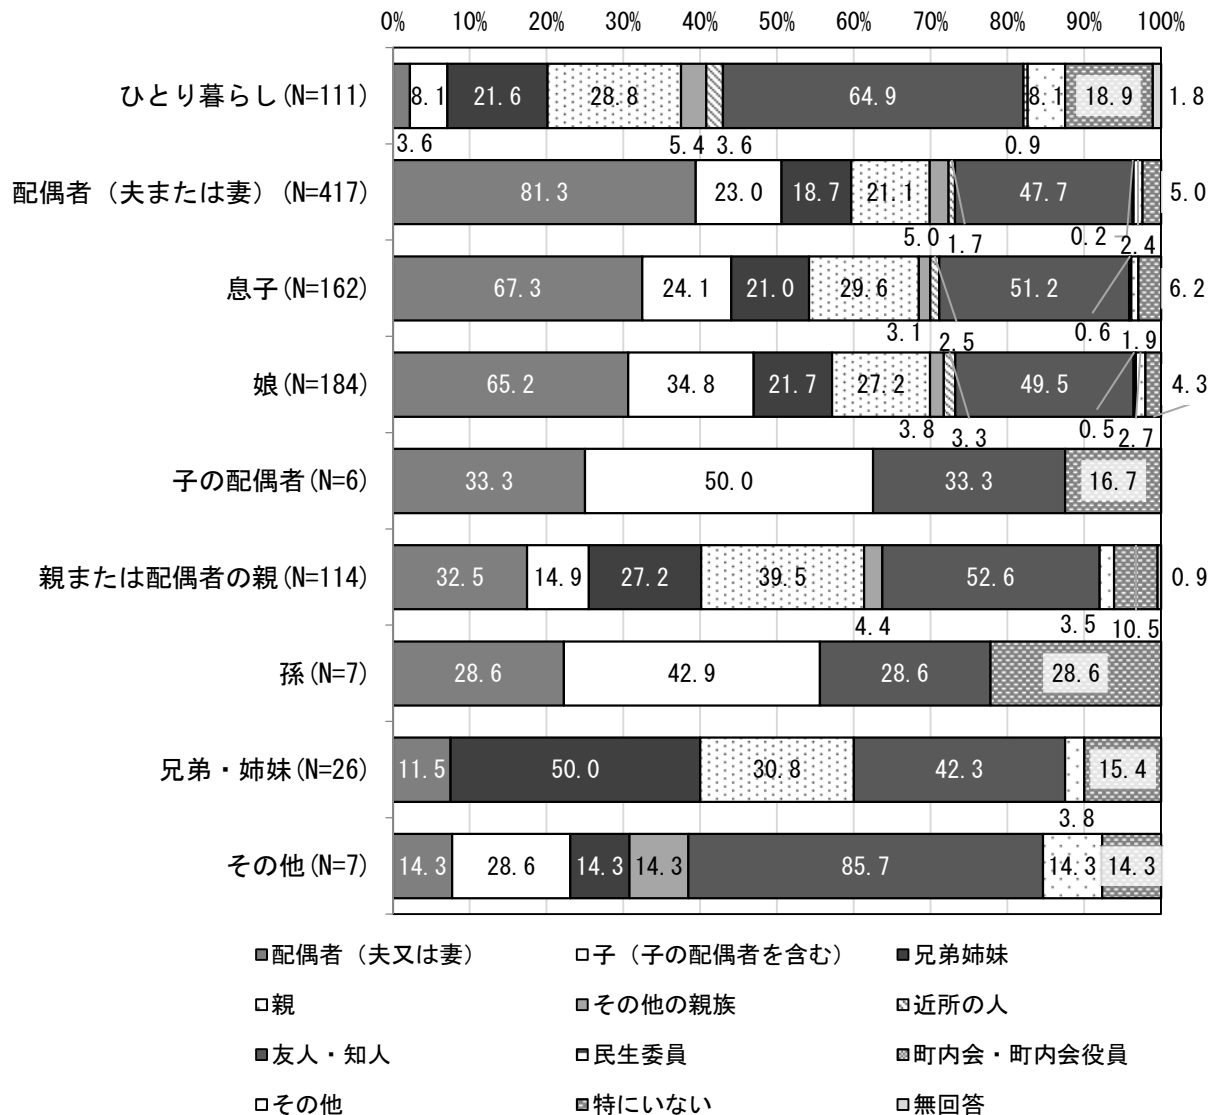 0% 10% 20% 30% 40% 50% 60% 70% 80% 90% 100%
ひとり暮らし(N=111) 8.1 21.6 28.8 64.9 8.1 18.9 1.8
3.6 5.4 3.6 0.9
配偶者（夫または妻）(N=417) 81.3 23.0 18.7 21.1 47.7 5.0
5.0 1.7 0.2 2.4
息子(N=162) 67.3 24.1 21.0 29.6 51.2 6.2
3.1 2.5 0.6 1.9
娘(N=184) 65.2 34.8 21.7 27.2 49.5 4.3
3.8 3.3 0.5 2.7
子の配偶者(N=6) 33.3 50.0 33.3 16.7
親または配偶者の親(N=114) 32.5 14.9 27.2 39.5 52.6 0.9
4.4 3.5 10.5
孫(N=7) 28.6 42.9 28.6 28.6
兄弟・姉妹(N=26) 11.5 50.0 30.8 42.3 15.4
3.8
その他(N=7) 14.3 28.6 14.3 14.3 85.7 14.3 14.3
配偶者（夫又は妻） 子（子の配偶者を含む） 兄弟姉妹
親 その他の親族 近所の人
友人・知人 民生委員 町内会・町内会役員
その他 特にいない 無回答